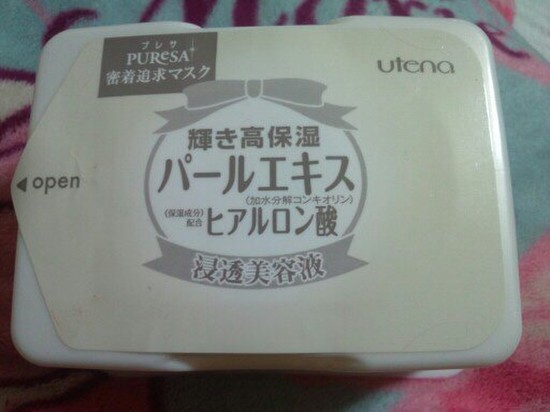 プレサ
PUReSA
密着追求マスク
utena
輝き高保湿
パールエキス
(加水分解コンキオリン)
(保湿成分)
配合
ヒアルロン酸
浸透美容液
open